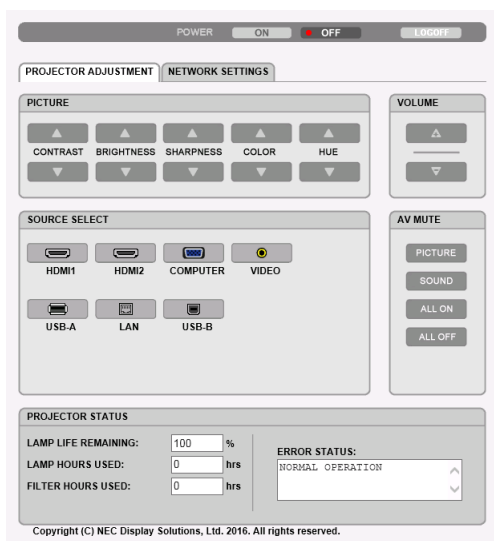 POWER ON OFF LOGOFF
PROJECTOR ADJUSTMENT NETWORK SETTINGS
PICTURE
CONTRAST BRIGHTNESS SHARPNESS COLOR HUE
VOLUME
SOURCE SELECT
HDMI1 HDMI2 COMPUTER VIDEO
USB-A LAN USB-B
AV MUTE
PICTURE
SOUND
ALL ON
ALL OFF
PROJECTOR STATUS
LAMP LIFE REMAINING: 100 %
LAMP HOURS USED: 0 hrs
FILTER HOURS USED: 0 hrs
ERROR STATUS:
NORMAL OPERATION
Copyright (C) NEC Display Solutions, Ltd. 2016. All rights reserved.